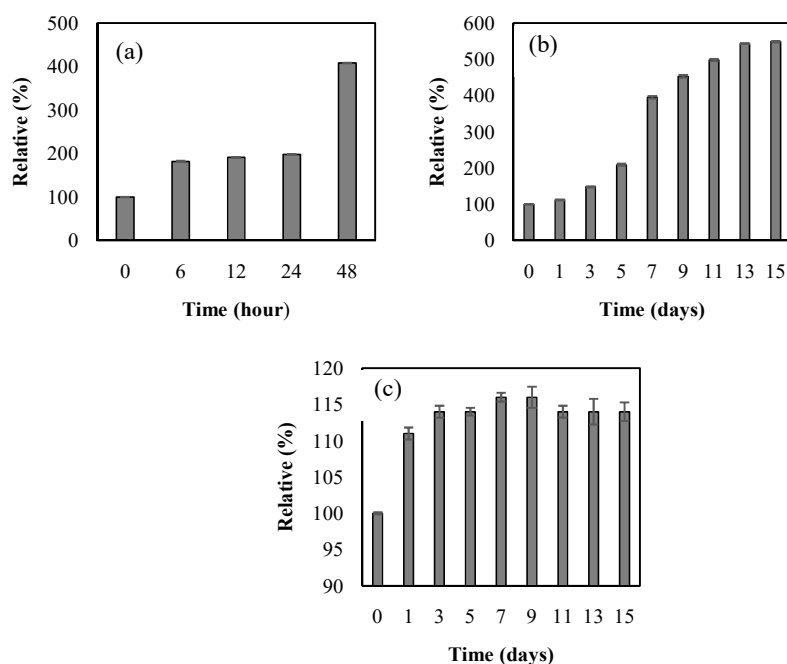 (a)
Relative (%)
500
400
300
200
100
0
0 6 12 24 48
Time (hour)
(b)
Relative (%)
600
500
400
300
200
100
0
0 1 3 5 7 9 11 13 15
Time (days)
(c)
Relative (%)
120
115
110
105
100
95
90
0 1 3 5 7 9 11 13 15
Time (days)